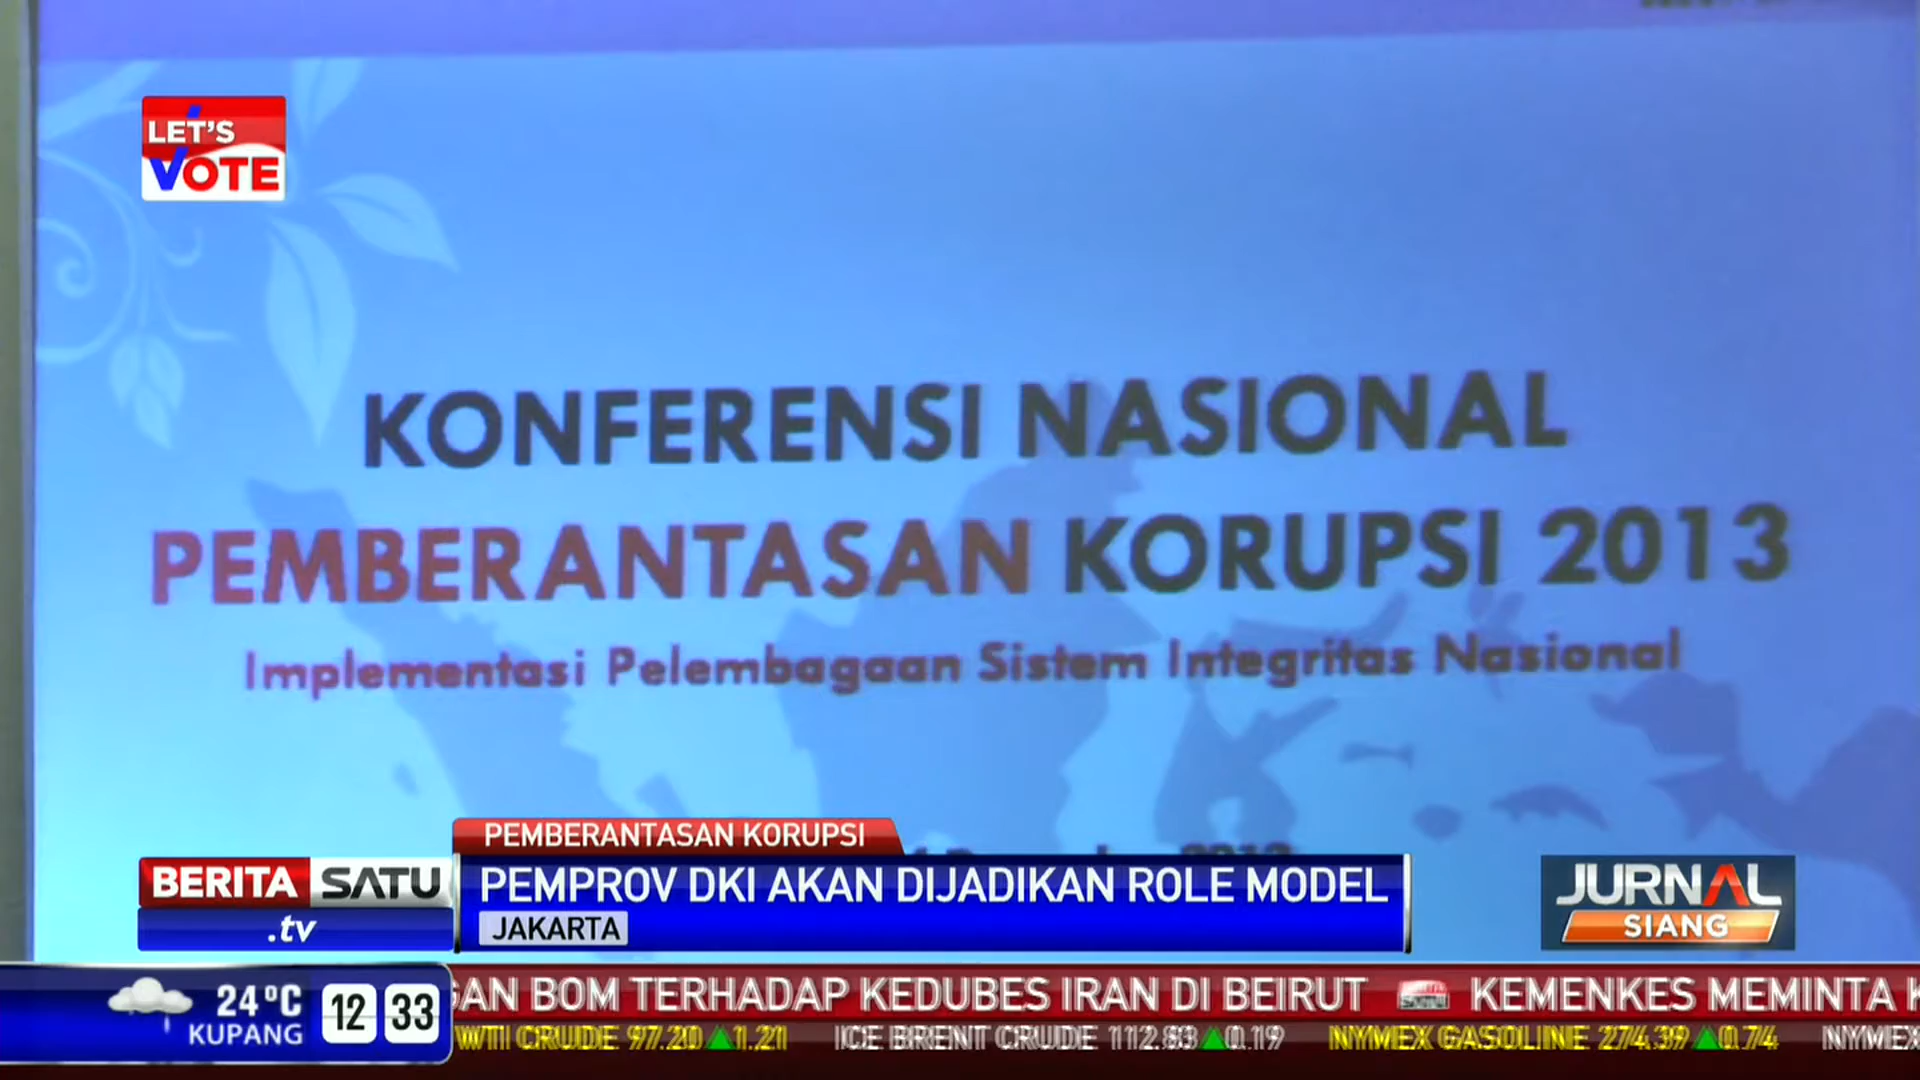 LET'S
VOTE
KONFERENSI NASIONAL
PEMBERANTASAN KORUPSI 2013
Implementasi Pelembagaan Sistem Integritas Nasional
PEMBERANTASAN KORUPSI
BERITA SATU
.tv
PEMPROV DKI AKAN DIJADIKAN ROLE MODEL
JAKARTA
JURNAL
SIANG
24°C
KUPANG
12 33
GAN BOM TERHADAP KEDUBES IRAN DI BEIRUT KEMENKES MEMINTA K
WTI CRUDE 97.20 ▲1.21 ICE BRENT CRUDE 112.83▲0.19 NYMEX GASOLINE 274.39▲0.74 NYMEX